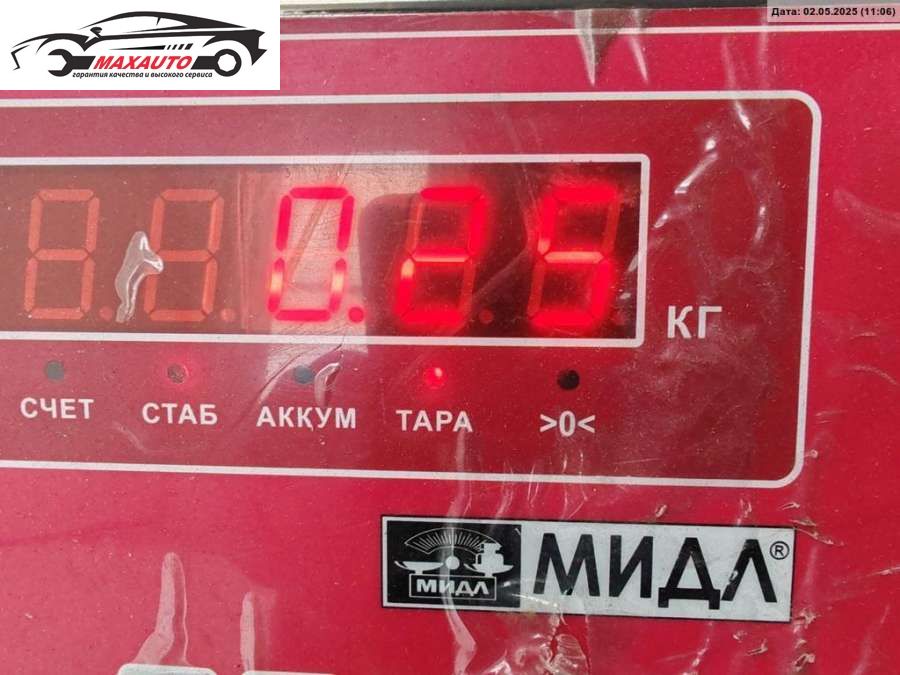 Дата: 02.05.2025 (11:06)
MAXAUTO
гарантия качества и высокого сервиса
0.25
КГ
СЧЕТ СТАБ АККУМ ТАРА >0<
МИДЛ МИДЛ®